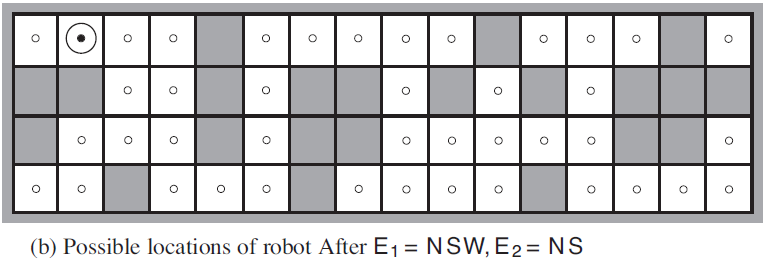 (b) Possible locations of robot After E₁ = NSW, E₂ = NS